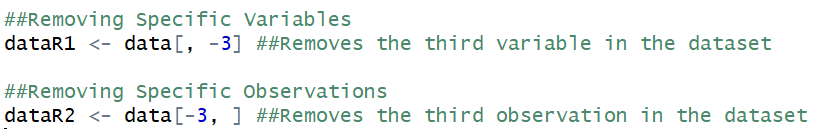 ##Removing Specific Variables
dataR1 <- data[, -3] ##Removes the third variable in the dataset
##Removing Specific Observations
dataR2 <- data[-3, ] ##Removes the third observation in the dataset